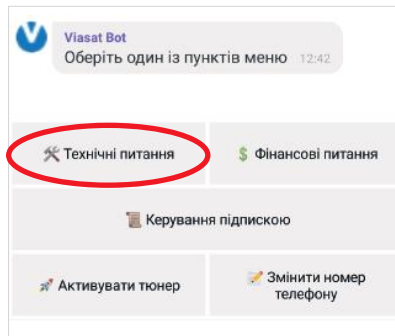 Viasat Bot
Оберіть один із пунктів меню 12:42
🛠 Технічні питання
💲 Фінансові питання
📜 Керування підпискою
🚀 Активувати тюнер
📝 Змінити номер
телефону